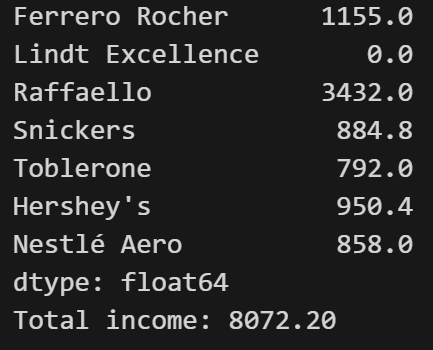 Ferrero Rocher 1155.0
Lindt Excellence 0.0
Raffaello 3432.0
Snickers 884.8
Toblerone 792.0
Hershey's 950.4
Nestlé Aero 858.0
dtype: float64
Total income: 8072.20